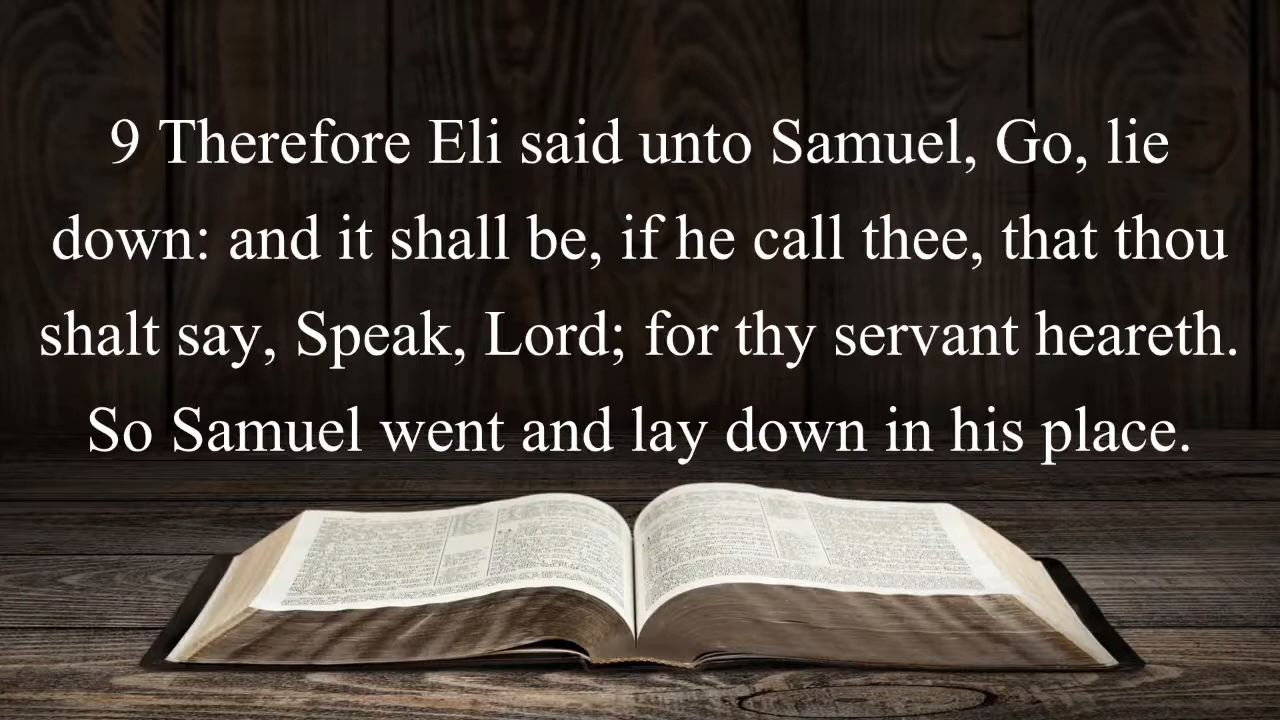 9 Therefore Eli said unto Samuel, Go, lie
down: and it shall be, if he call thee, that thou
shalt say, Speak, Lord; for thy servant heareth.
So Samuel went and lay down in his place.